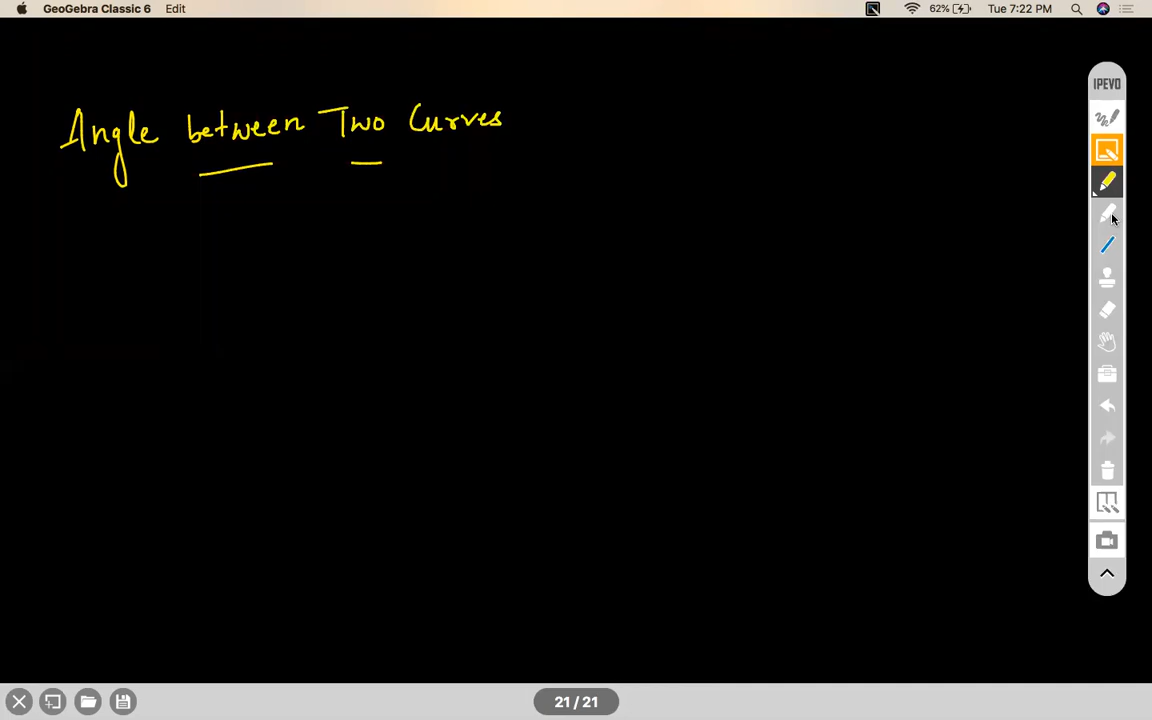 GeoGebra Classic 6 Edit 62% Tue 7:22 PM
Angle between Two Curves
IPEVO
21 / 21